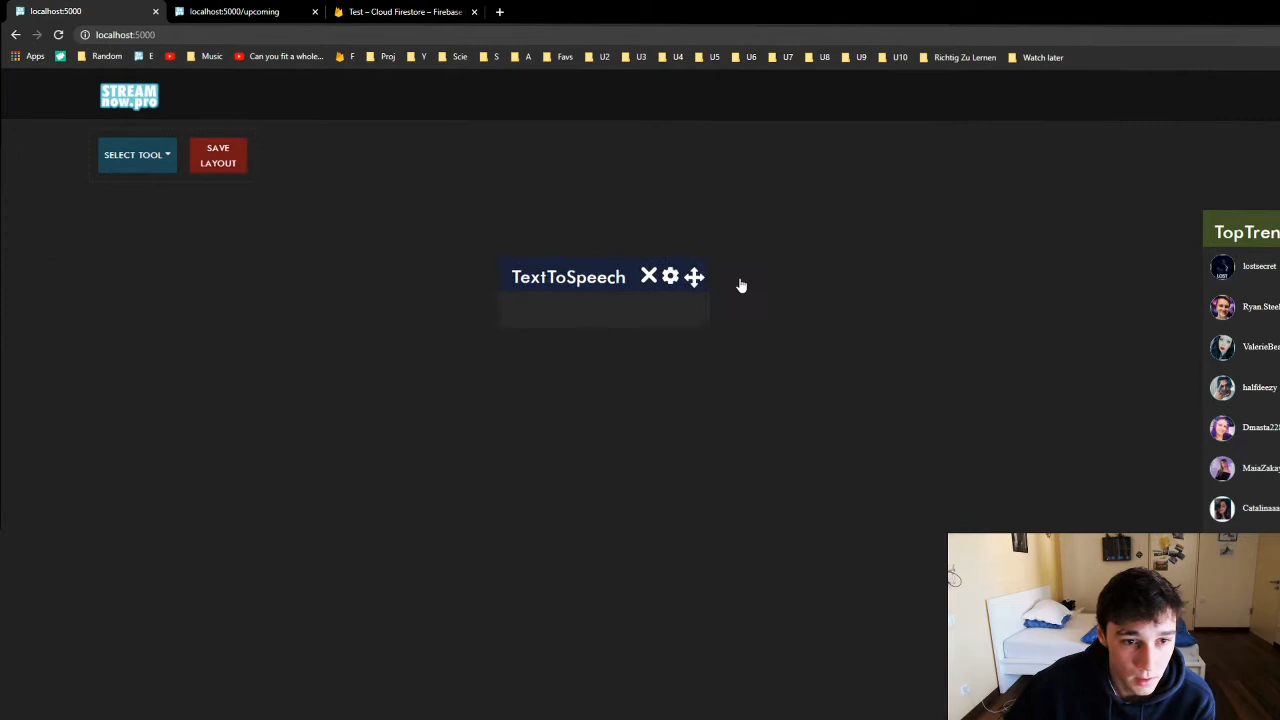 localhost:5000
localhost:5000/upcoming
Test – Cloud Firestore – Firebase
localhost:5000
Apps
Random
E
Music
Can you fit a whole...
F
Proj
Y
Scie
S
A
Favs
U2
U3
U4
U5
U6
U7
U8
U9
U10
Richtig Zu Lernen
Watch later
STREAM
now.pro
SELECT TOOL
SAVE
LAYOUT
TextToSpeech
TopTren
lostsecret
Ryan.Steel
ValerieBea
halfdeezy
Dmasta22
MaiaZakay
Catalinaaa
LOST